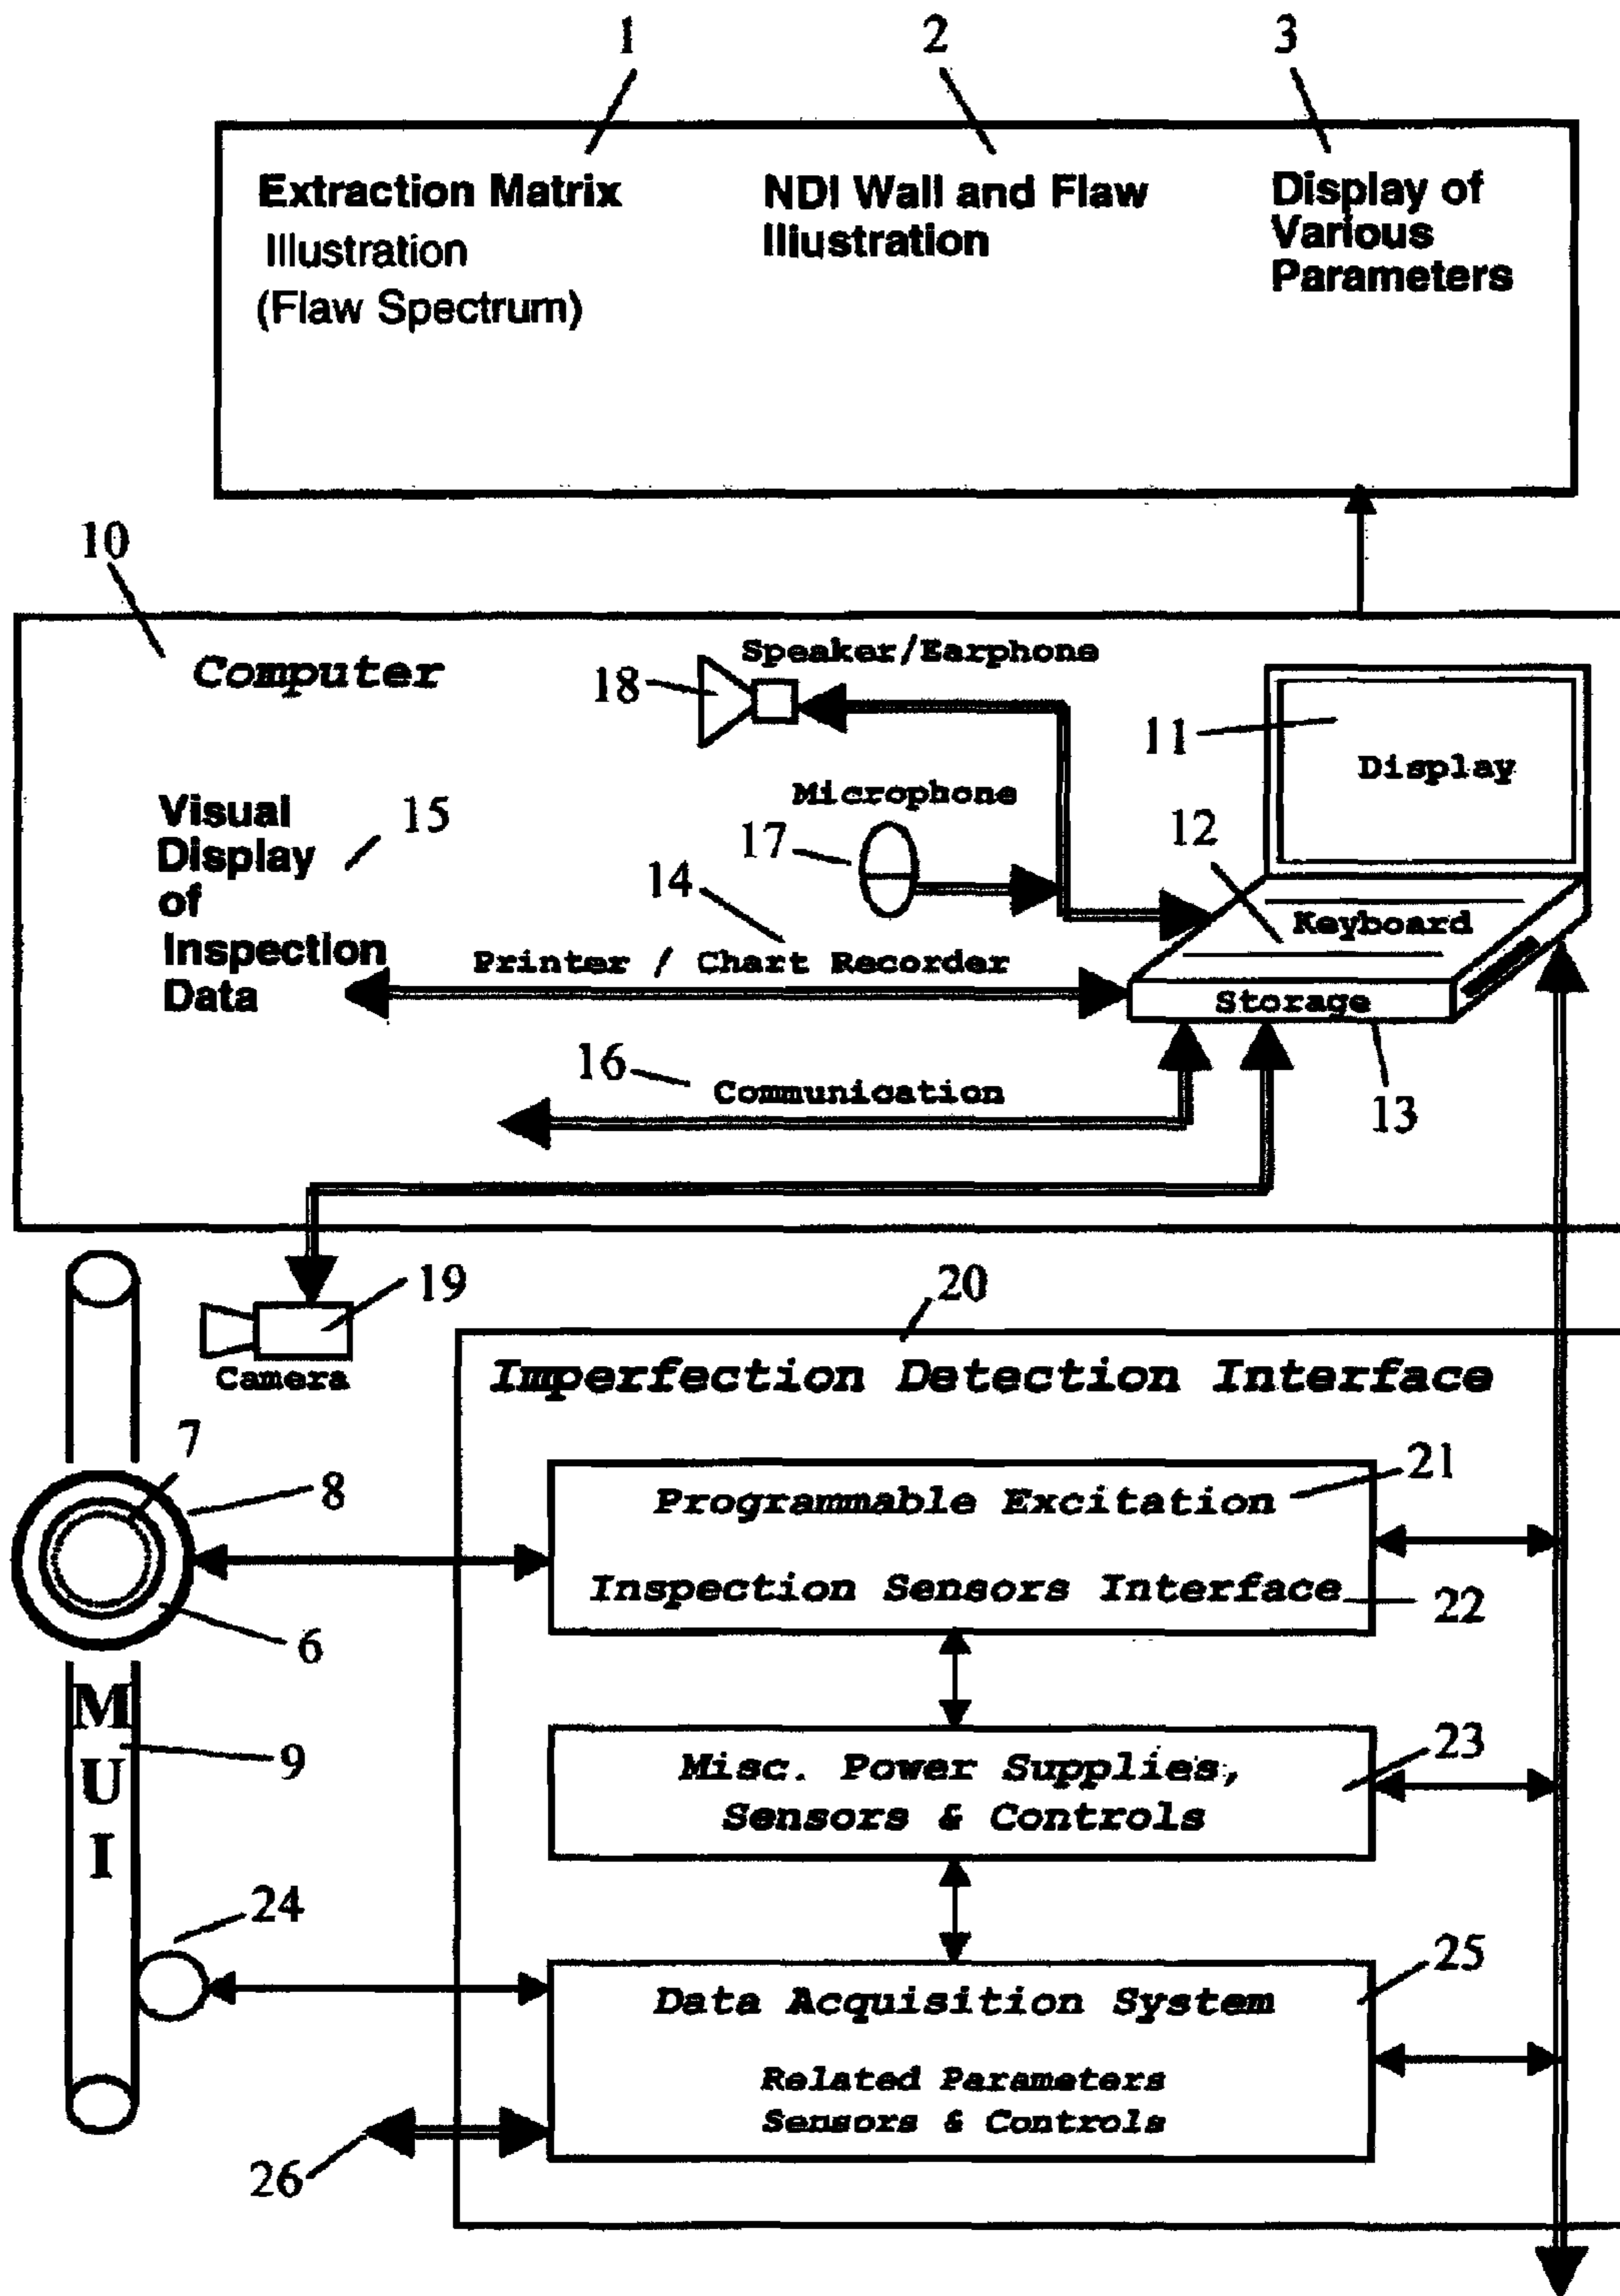 1
2
3
Extraction Matrix
Illustration
(Flaw Spectrum)
NDI Wall and Flaw
Illustration
Display of
Various
Parameters
10
Computer
Speaker/Earphone
18
11
Display
Microphone
17
12
Visual
Display
of
Inspection
Data
15
14
Printer / Chart Recorder
Keyboard
Storage
16
Communication
13
19
Camera
20
Imperfection Detection Interface
7
8
6
21
Programmable Excitation
Inspection Sensors Interface
22
M
U
I
9
Misc. Power Supplies,
Sensors & Controls
23
24
25
Data Acquisition System
Related Parameters
Sensors & Controls
26